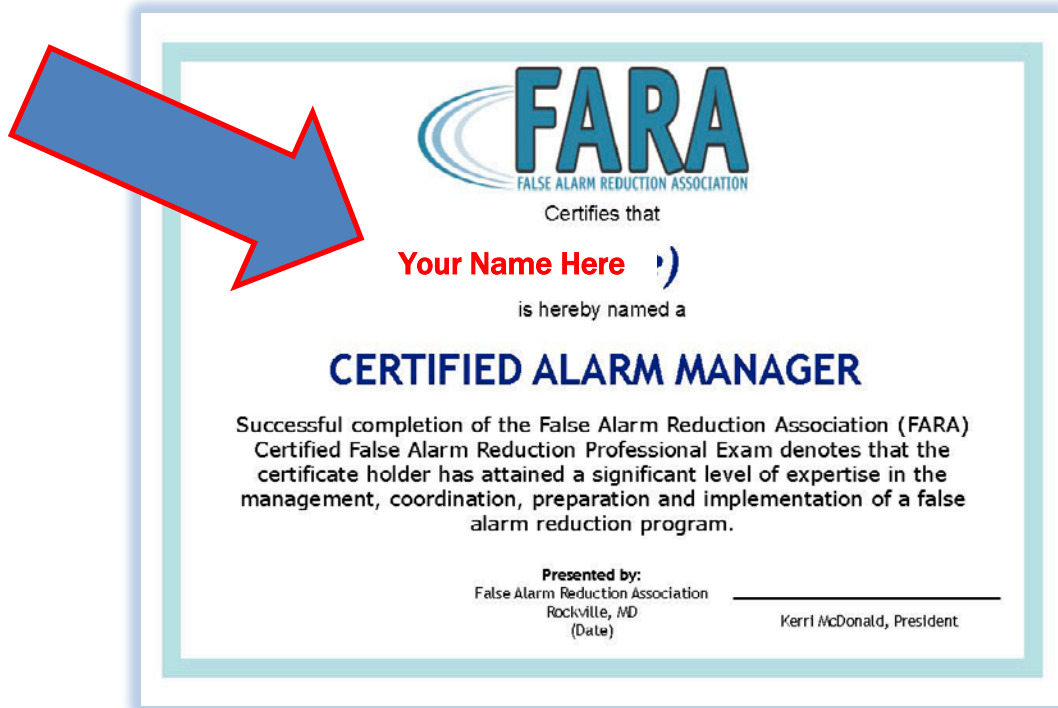 FARA
FALSE ALARM REDUCTION ASSOCIATION
Certifies that
Your Name Here )
is hereby named a
CERTIFIED ALARM MANAGER
Successful completion of the False Alarm Reduction Association (FARA)
Certified False Alarm Reduction Professional Exam denotes that the
certificate holder has attained a significant level of expertise in the
management, coordination, preparation and implementation of a false
alarm reduction program.
Presented by:
False Alarm Reduction Association
Rockville, MD
(Date)
Kerri McDonald, President